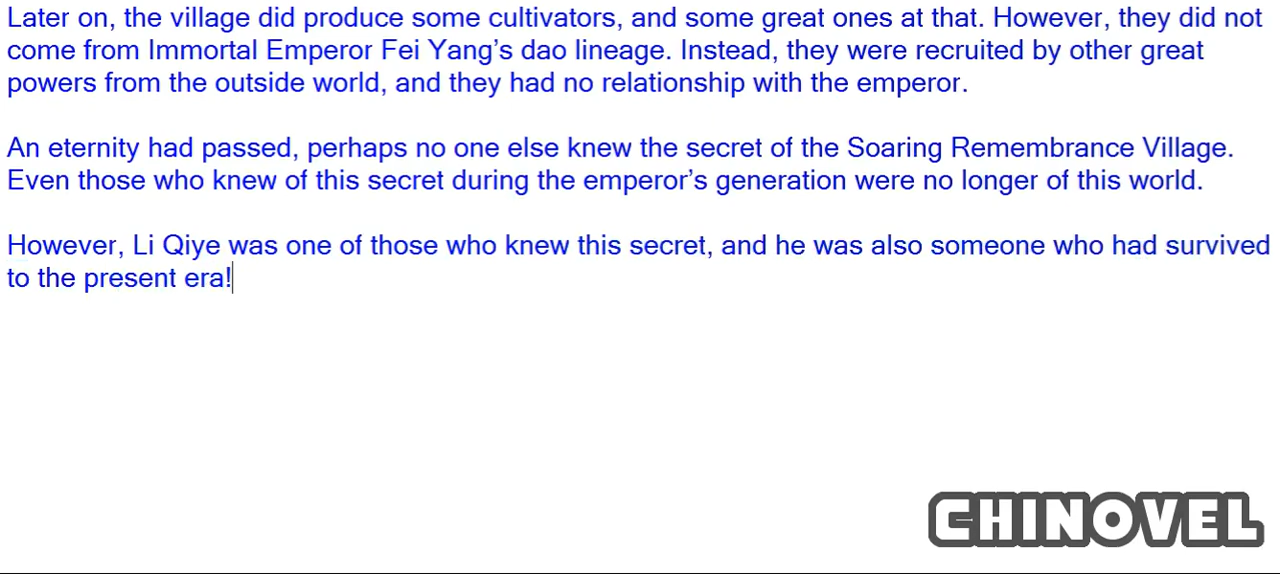 Later on, the village did produce some cultivators, and some great ones at that. However, they did not
come from Immortal Emperor Fei Yang’s dao lineage. Instead, they were recruited by other great
powers from the outside world, and they had no relationship with the emperor.
An eternity had passed, perhaps no one else knew the secret of the Soaring Remembrance Village.
Even those who knew of this secret during the emperor’s generation were no longer of this world.
However, Li Qiye was one of those who knew this secret, and he was also someone who had survived
to the present era!
CHINOVEL